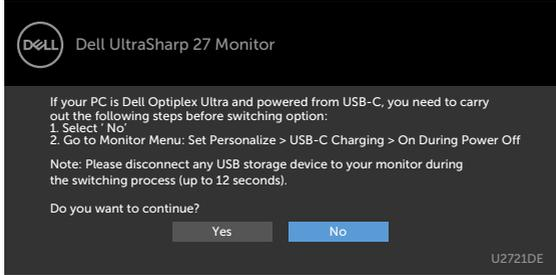 DELL
Dell UltraSharp 27 Monitor
If your PC is Dell Optiplex Ultra and powered from USB-C, you need to carry
out the following steps before switching option:
1. Select ‘ No’
2. Go to Monitor Menu: Set Personalize > USB-C Charging > On During Power Off
Note: Please disconnect any USB storage device to your monitor during
the switching process (up to 12 seconds).
Do you want to continue?
Yes
No
U2721DE